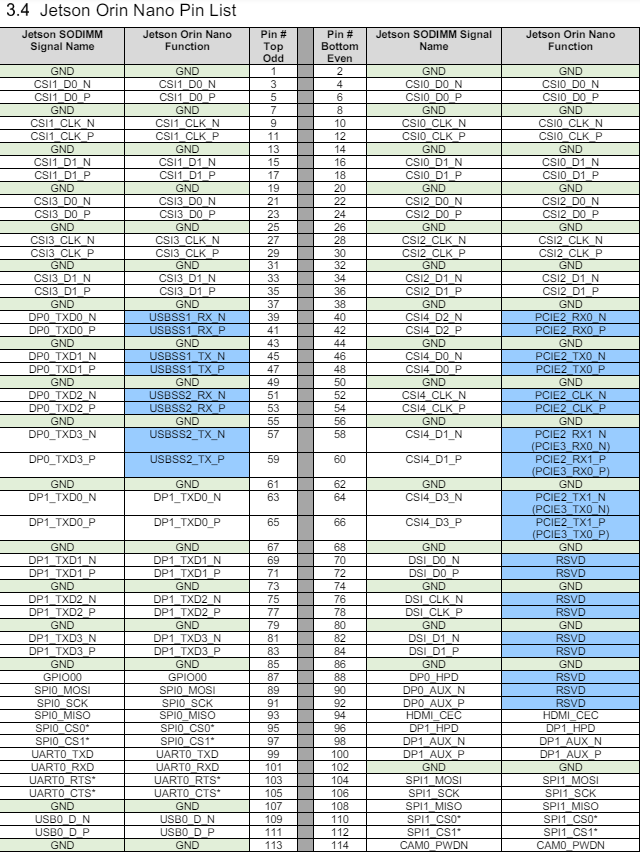 3.4 Jetson Orin Nano Pin List
Jetson SODIMM Signal Name | Jetson Orin Nano Function | Pin # Top Odd | Pin # Bottom Even | Jetson SODIMM Signal Name | Jetson Orin Nano Function
GND GND 1 2 GND GND
CSI1_D0_N CSI1_D0_N 3 4 CSI0_D0_N CSI0_D0_N
CSI1_D0_P CSI1_D0_P 5 6 CSI0_D0_P CSI0_D0_P
GND GND 7 8 GND GND
CSI1_CLK_N CSI1_CLK_N 9 10 CSI0_CLK_N CSI0_CLK_N
CSI1_CLK_P CSI1_CLK_P 11 12 CSI0_CLK_P CSI0_CLK_P
GND GND 13 14 GND GND
CSI1_D1_N CSI1_D1_N 15 16 CSI0_D1_N CSI0_D1_N
CSI1_D1_P CSI1_D1_P 17 18 CSI0_D1_P CSI0_D1_P
GND GND 19 20 GND GND
CSI3_D0_N CSI3_D0_N 21 22 CSI2_D0_N CSI2_D0_N
CSI3_D0_P CSI3_D0_P 23 24 CSI2_D0_P CSI2_D0_P
GND GND 25 26 GND GND
CSI3_CLK_N CSI3_CLK_N 27 28 CSI2_CLK_N CSI2_CLK_N
CSI3_CLK_P CSI3_CLK_P 29 30 CSI2_CLK_P CSI2_CLK_P
GND GND 31 32 GND GND
CSI3_D1_N CSI3_D1_N 33 34 CSI2_D1_N CSI2_D1_N
CSI3_D1_P CSI3_D1_P 35 36 CSI2_D1_P CSI2_D1_P
GND GND 37 38 GND GND
DP0_TXD0_N USBSS1_RX_N 39 40 CSI4_D2_N PCIE2_RX0_N
DP0_TXD0_P USBSS1_RX_P 41 42 CSI4_D2_P PCIE2_RX0_P
GND GND 43 44 GND GND
DP0_TXD1_N USBSS1_TX_N 45 46 CSI4_D0_N PCIE2_TX0_N
DP0_TXD1_P USBSS1_TX_P 47 48 CSI4_D0_P PCIE2_TX0_P
GND GND 49 50 GND GND
DP0_TXD2_N USBSS2_RX_N 51 52 CSI4_CLK_N PCIE2_CLK_N
DP0_TXD2_P USBSS2_RX_P 53 54 CSI4_CLK_P PCIE2_CLK_P
GND GND 55 56 GND GND
DP0_TXD3_N USBSS2_TX_N 57 58 CSI4_D1_N PCIE2_RX1_N (PCIE3_RX0_N)
DP0_TXD3_P USBSS2_TX_P 59 60 CSI4_D1_P PCIE2_RX1_P (PCIE3_RX0_P)
GND GND 61 62 GND GND
DP1_TXD0_N DP1_TXD0_N 63 64 CSI4_D3_N PCIE2_TX1_N (PCIE3_TX0_N)
DP1_TXD0_P DP1_TXD0_P 65 66 CSI4_D3_P PCIE2_TX1_P (PCIE3_TX0_P)
GND GND 67 68 GND GND
DP1_TXD1_N DP1_TXD1_N 69 70 DSI_D0_N RSVD
DP1_TXD1_P DP1_TXD1_P 71 72 DSI_D0_P RSVD
GND GND 73 74 GND GND
DP1_TXD2_N DP1_TXD2_N 75 76 DSI_CLK_N RSVD
DP1_TXD2_P DP1_TXD2_P 77 78 DSI_CLK_P RSVD
GND GND 79 80 GND GND
DP1_TXD3_N DP1_TXD3_N 81 82 DSI_D1_N RSVD
DP1_TXD3_P DP1_TXD3_P 83 84 DSI_D1_P RSVD
GND GND 85 86 GND GND
GPIO00 GPIO00 87 88 DP0_HPD RSVD
SPI0_MOSI SPI0_MOSI 89 90 DP0_AUX_N RSVD
SPI0_SCK SPI0_SCK 91 92 DP0_AUX_P RSVD
SPI0_MISO SPI0_MISO 93 94 HDMI_CEC HDMI_CEC
SPI0_CS0* SPI0_CS0* 95 96 DP1_HPD DP1_HPD
SPI0_CS1* SPI0_CS1* 97 98 DP1_AUX_N DP1_AUX_N
UART0_TXD UART0_TXD 99 100 DP1_AUX_P DP1_AUX_P
UART0_RXD UART0_RXD 101 102 GND GND
UART0_RTS* UART0_RTS* 103 104 SPI1_MOSI SPI1_MOSI
UART0_CTS* UART0_CTS* 105 106 SPI1_SCK SPI1_SCK
GND GND 107 108 SPI1_MISO SPI1_MISO
USB0_D_N USB0_D_N 109 110 SPI1_CS0* SPI1_CS0*
USB0_D_P USB0_D_P 111 112 SPI1_CS1* SPI1_CS1*
GND GND 113 114 CAM0_PWDN CAM0_PWDN